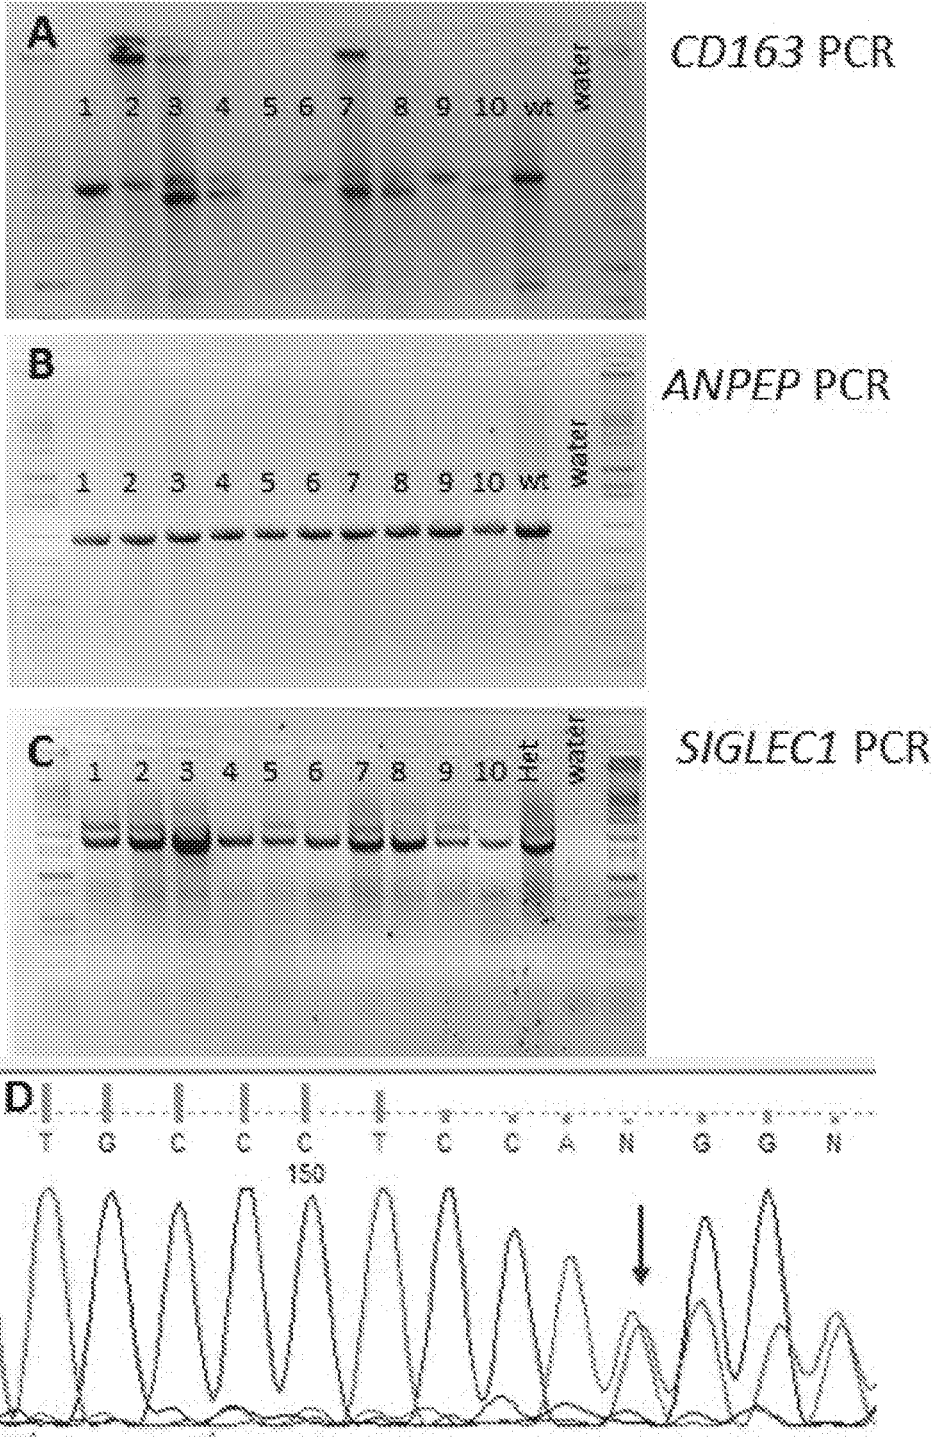 A
CD163 PCR
1 2 3 4 5 6 7 8 9 10 wt water
B
ANPEP PCR
1 2 3 4 5 6 7 8 9 10 wt water
C
SIGLEC1 PCR
1 2 3 4 5 6 7 8 9 10 Het water
D
T G C C C T C C A N G G N
150